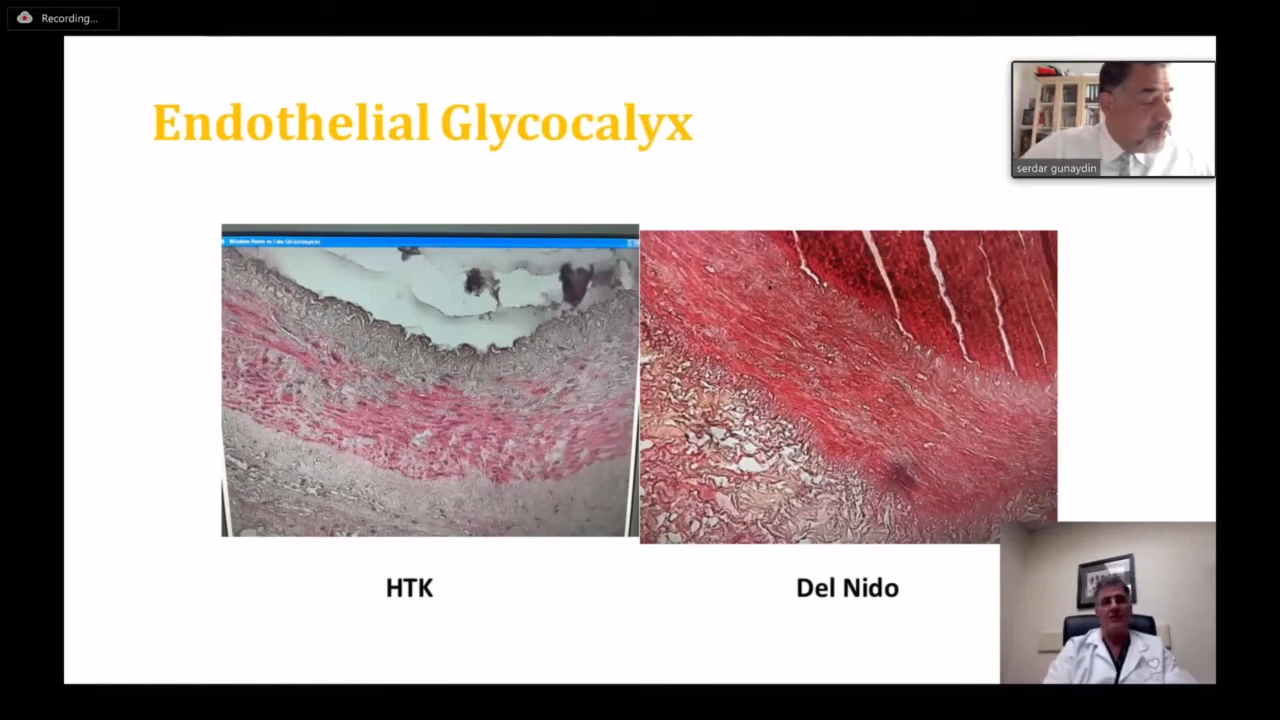 Recording...
Endothelial Glycocalyx
serdar gunaydin
HTK
Del Nido